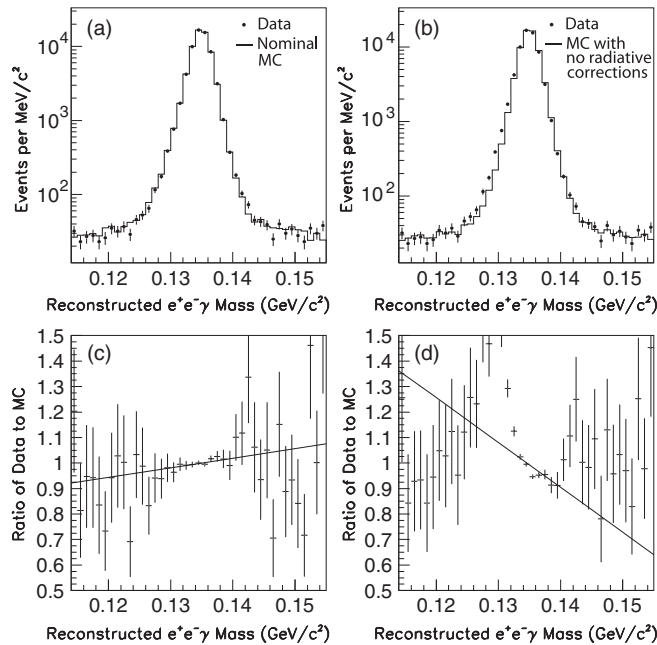 (a)
Data
Nominal
MC
10⁴
10³
10²
Events per MeV/c²
0.12 0.13 0.14 0.15
Reconstructed e⁺e⁻γ Mass (GeV/c²)
(b)
Data
MC with
no radiative
corrections
10⁴
10³
10²
Events per MeV/c²
0.12 0.13 0.14 0.15
Reconstructed e⁺e⁻γ Mass (GeV/c²)
(c)
1.5
1.4
1.3
1.2
1.1
1.0
0.9
0.8
0.7
0.6
0.5
Ratio of Data to MC
0.12 0.13 0.14 0.15
Reconstructed e⁺e⁻γ Mass (GeV/c²)
(d)
1.5
1.4
1.3
1.2
1.1
1.0
0.9
0.8
0.7
0.6
0.5
Ratio of Data to MC
0.12 0.13 0.14 0.15
Reconstructed e⁺e⁻γ Mass (GeV/c²)